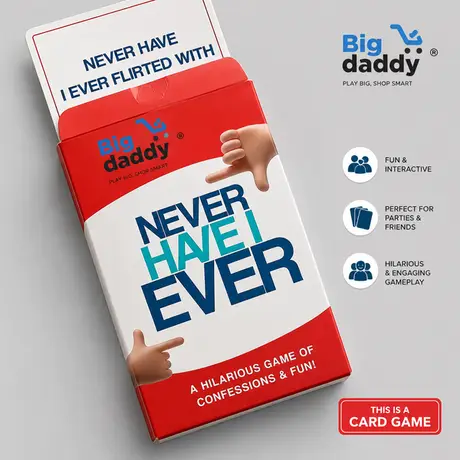 NEVER HAVE
I EVER FLIRTED WITH
Big
daddy®
PLAY BIG, SHOP SMART
NEVER
HAVE I
EVER
A HILARIOUS GAME OF
CONFESSIONS & FUN!
Big
daddy®
PLAY BIG, SHOP SMART
FUN &
INTERACTIVE
PERFECT FOR
PARTIES &
FRIENDS
HILARIOUS
& ENGAGING
GAMEPLAY
THIS IS A
CARD GAME